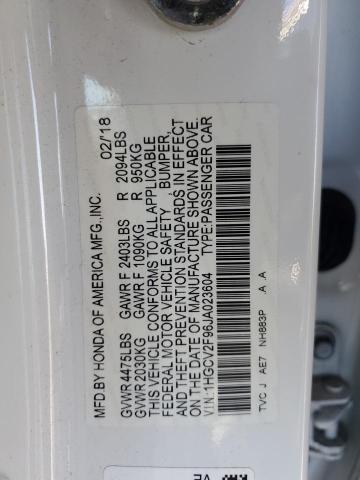 MFD.BY HONDA OF AMERICA MFG.,INC. 02/'18
GVWR 4475LBS GAWR F 2403LBS R 2094LBS
GVWR 2030KG GAWR F 1090KG R 950KG
THIS VEHICLE CONFORMS TO ALL APPLICABLE
FEDERAL MOTOR VEHICLE SAFETY , BUMPER,
AND THEFT PREVENTION STANDARDS IN EFFECT
ON THE DATE OF MANUFACTURE SHOWN ABOVE.
V.I.N.:1HGCV2F96JA023604 TYPE:PASSENGER CAR
TVC J AE7 NH883P .A .A